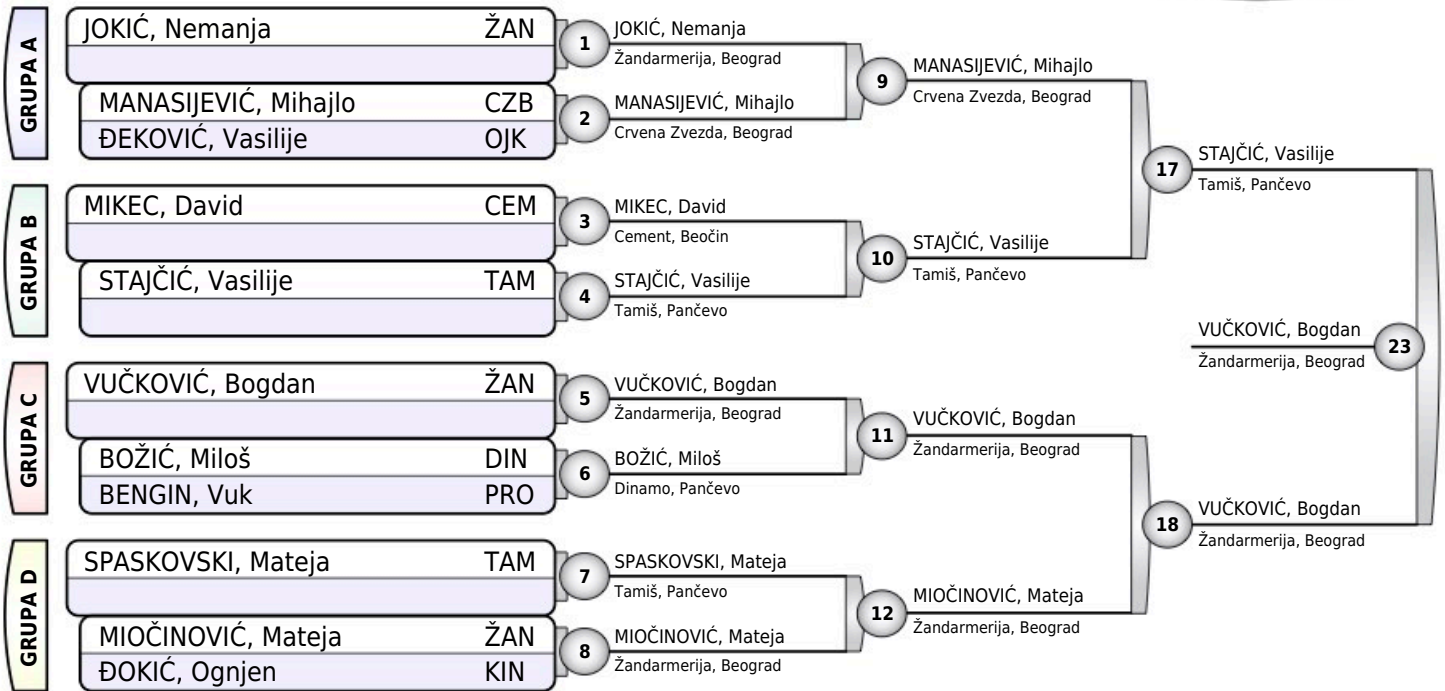 GRUPA A
JOKIĆ, Nemanja ŽAN
MANASIJEVIĆ, Mihajlo CZB
ĐEKOVIĆ, Vasilije OJK
GRUPA B
MIKEC, David CEM
STAJČIĆ, Vasilije TAM
GRUPA C
VUČKOVIĆ, Bogdan ŽAN
BOŽIĆ, Miloš DIN
BENGIN, Vuk PRO
GRUPA D
SPASKOVSKI, Mateja TAM
MIOČINOVIĆ, Mateja ŽAN
ĐOKIĆ, Ognjen KIN
1
JOKIĆ, Nemanja
Žandarmerija, Beograd
2
MANASIJEVIĆ, Mihajlo
Crvena Zvezda, Beograd
3
MIKEC, David
Cement, Beočin
4
STAJČIĆ, Vasilije
Tamiš, Pančevo
5
VUČKOVIĆ, Bogdan
Žandarmerija, Beograd
6
BOŽIĆ, Miloš
Dinamo, Pančevo
7
SPASKOVSKI, Mateja
Tamiš, Pančevo
8
MIOČINOVIĆ, Mateja
Žandarmerija, Beograd
9
MANASIJEVIĆ, Mihajlo
Crvena Zvezda, Beograd
10
STAJČIĆ, Vasilije
Tamiš, Pančevo
11
VUČKOVIĆ, Bogdan
Žandarmerija, Beograd
12
MIOČINOVIĆ, Mateja
Žandarmerija, Beograd
17
STAJČIĆ, Vasilije
Tamiš, Pančevo
18
VUČKOVIĆ, Bogdan
Žandarmerija, Beograd
VUČKOVIĆ, Bogdan
Žandarmerija, Beograd
23